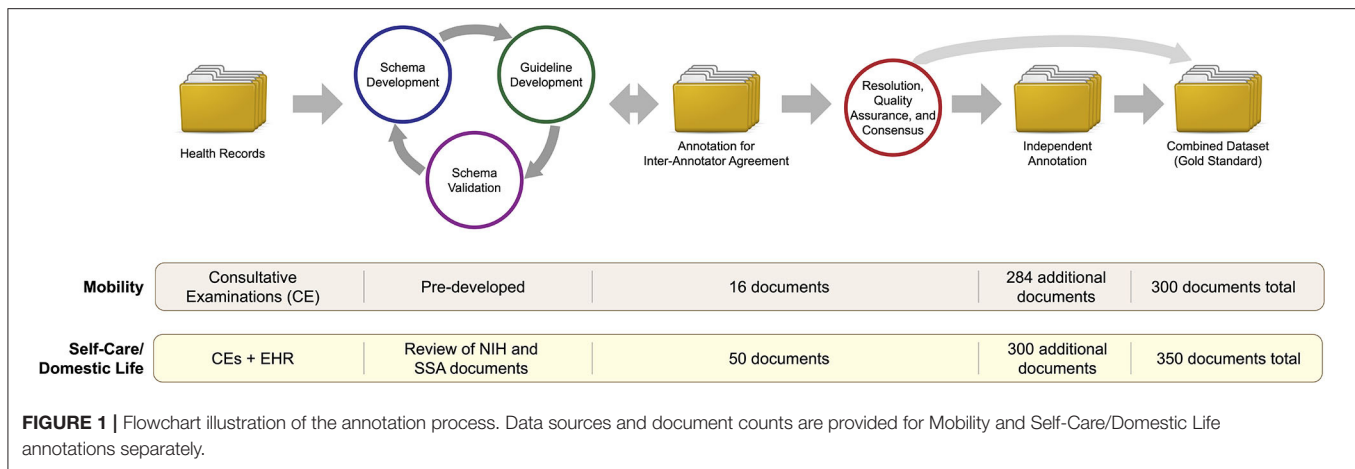 Schema
Development
Guideline
Development
Schema
Validation
Health Records
Annotation for
Inter-Annotator Agreement
Resolution,
Quality
Assurance, and
Consensus
Independent
Annotation
Combined Dataset
(Gold Standard)
Mobility
Consultative
Examinations (CE)
Pre-developed
16 documents
284 additional
documents
300 documents total
Self-Care/
Domestic Life
CEs + EHR
Review of NIH and
SSA documents
50 documents
300 additional
documents
350 documents total
FIGURE 1 | Flowchart illustration of the annotation process. Data sources and document counts are provided for Mobility and Self-Care/Domestic Life
annotations separately.